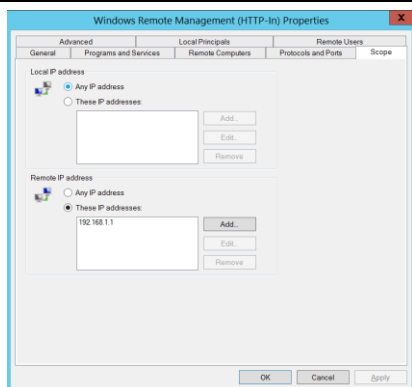 Windows Remote Management (HTTP-In) Properties
x
Advanced Local Principals Remote Users
General Programs and Services Remote Computers Protocols and Ports Scope
Local IP address
Any IP address
These IP addresses:
Add...
Edit...
Remove
Remote IP address
Any IP address
These IP addresses:
192.168.1.1
Add...
Edit...
Remove
OK Cancel Apply